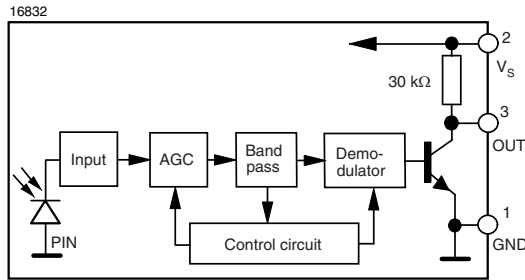 16832
2
V_S
30 kΩ
3
OUT
Input
AGC
Band
pass
Demo-
dulator
1
GND
PIN
Control circuit